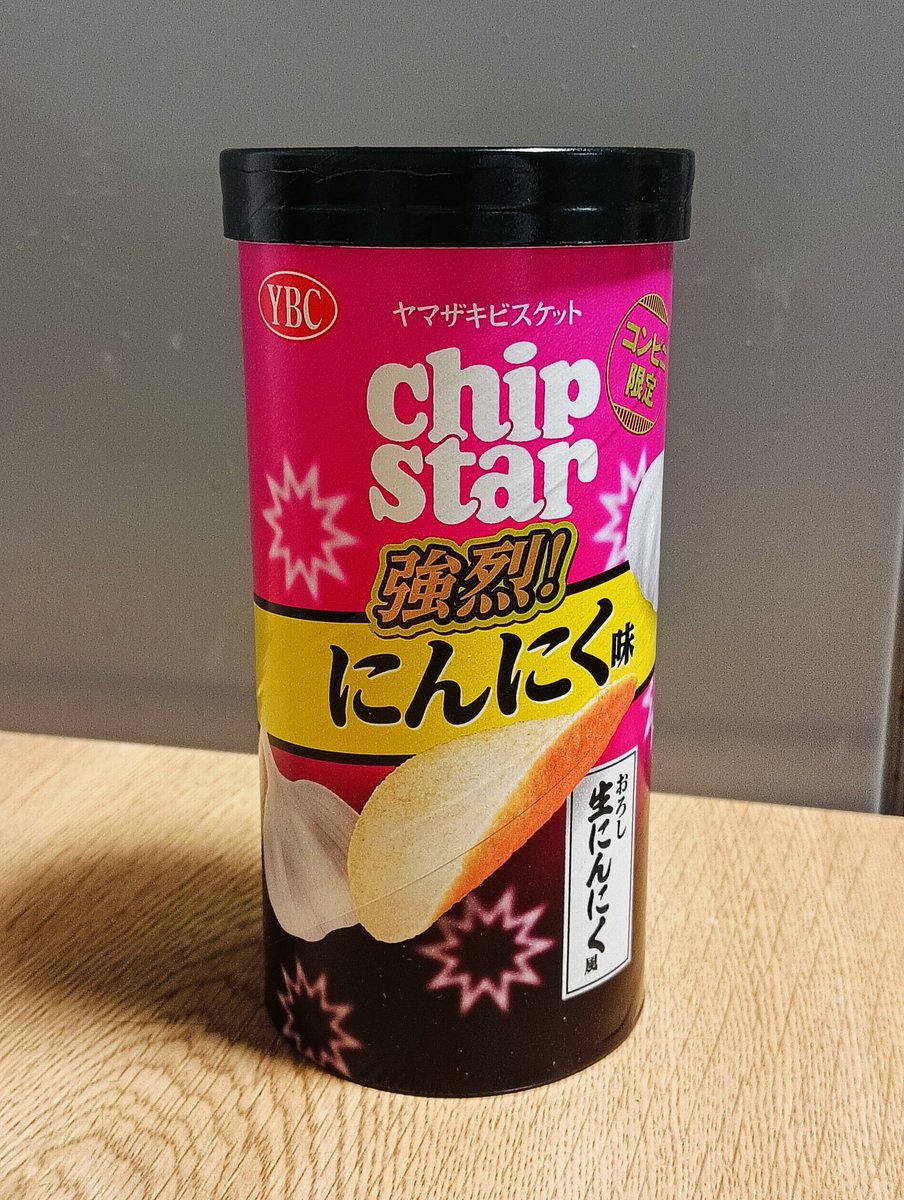 YBC
ヤマザキビスケット
コンビニ
限定
chip
star
強烈!
にんにく味
おろし
生にんにく風